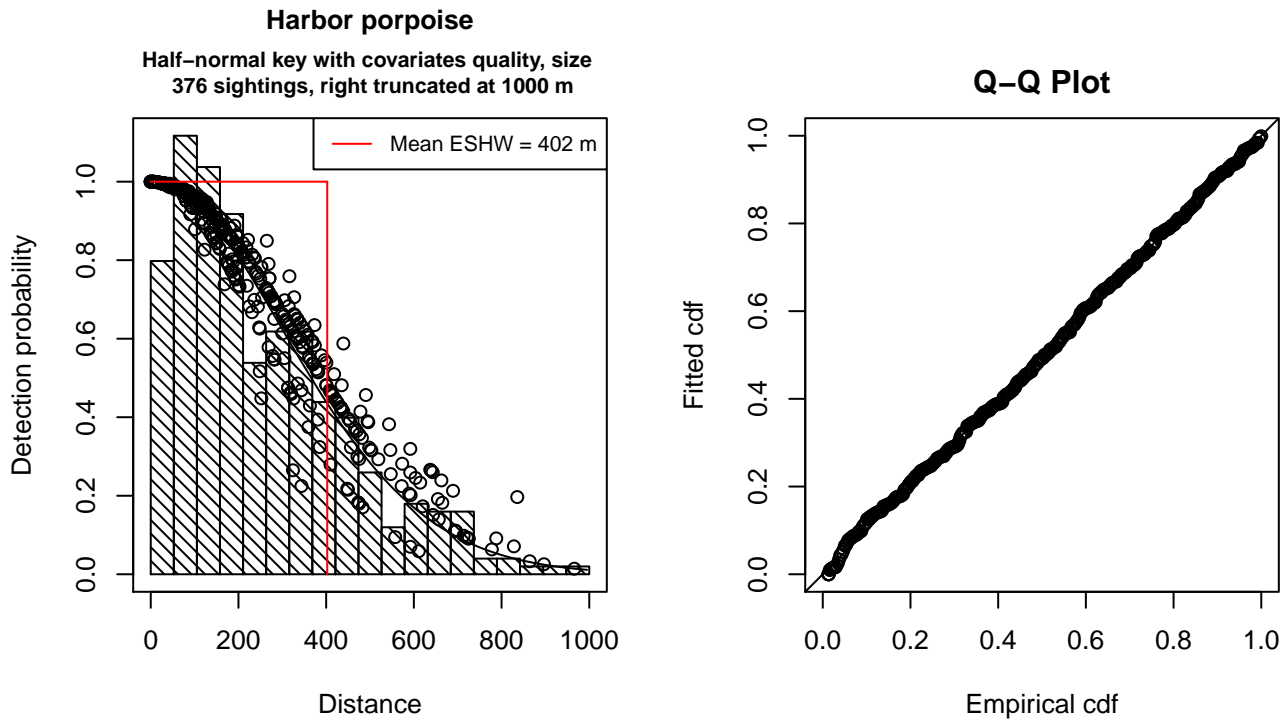 Harbor porpoise
Half−normal key with covariates quality, size
376 sightings, right truncated at 1000 m
Mean ESHW = 402 m
Detection probability
0.0 0.2 0.4 0.6 0.8 1.0
0 200 400 600 800 1000
Distance
Q−Q Plot
Fitted cdf
0.0 0.2 0.4 0.6 0.8 1.0
0.0 0.2 0.4 0.6 0.8 1.0
Empirical cdf